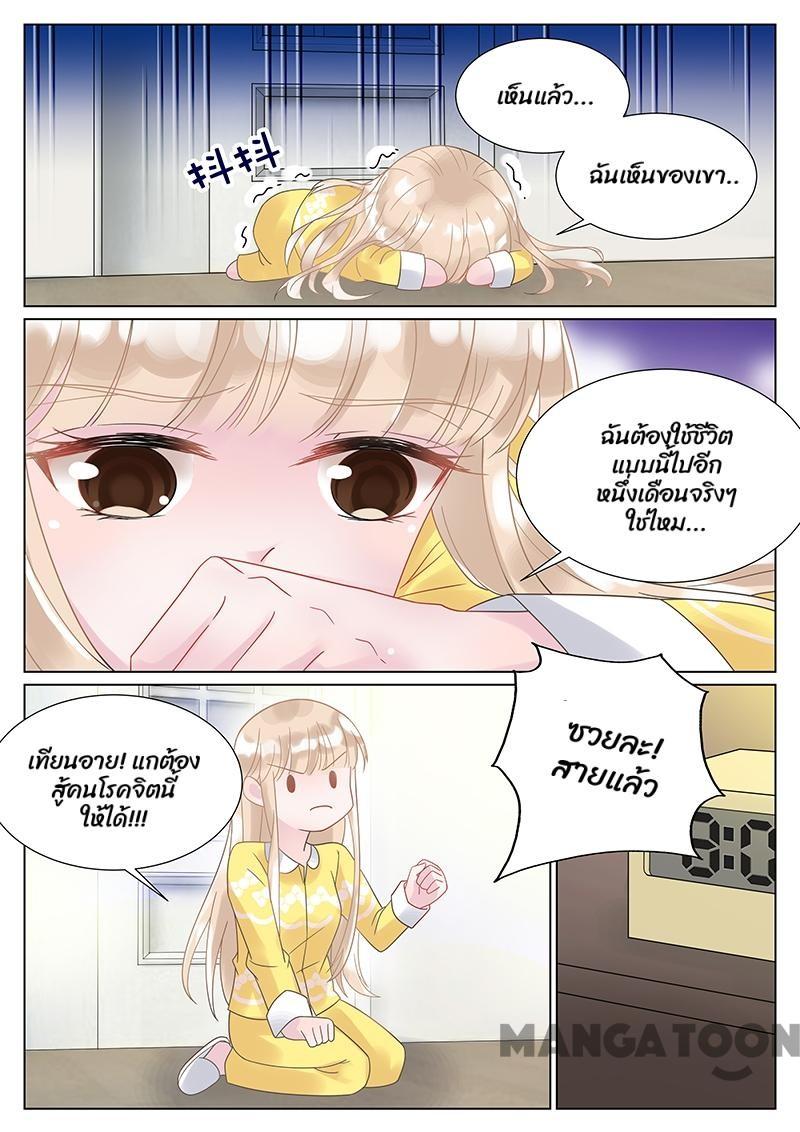 เห็นแล้ว...
ฉันเห็นของเขา..
抖抖
ฉันต้องใช้ชีวิต
แบบนี้ไปอีก
หนึ่งเดือนจริงๆ
ใช่ไหม...
เทียนอาย! แกต้อง
สู้คนโรคจิตนี้
ให้ได้!!!
ซวยละ!
สายแล้ว
MANGATOON